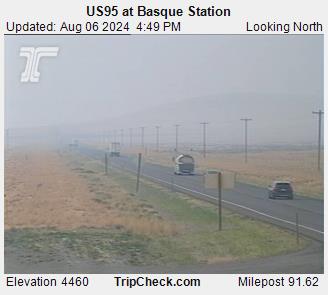 US95 at Basque Station
Updated: Aug 06 2024 4:49 PM Looking North
Elevation 4460 TripCheck.com Milepost 91.62